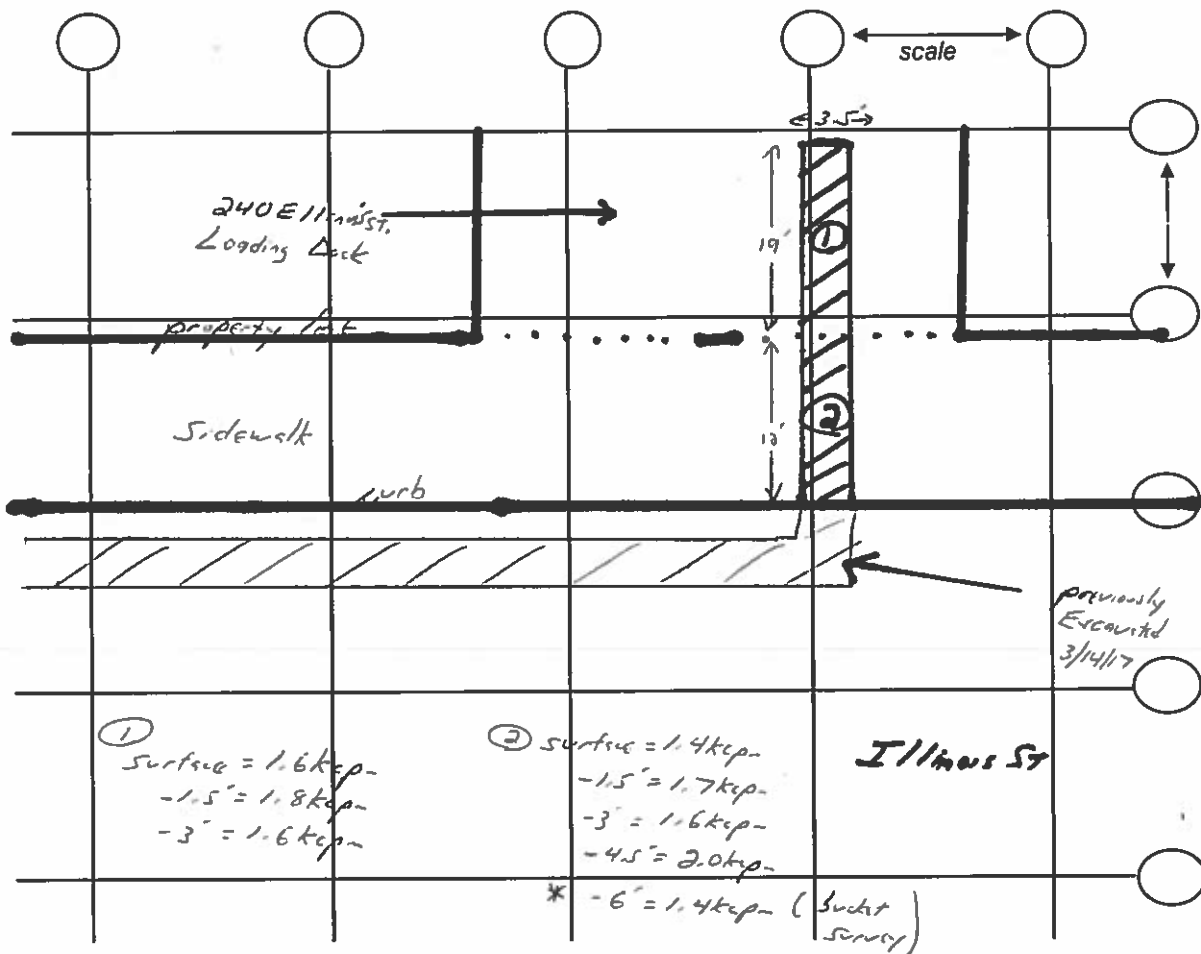 scale
3.5'
240 E Illinois St.
Loading Dock
19'
1
property line
12'
2
Sidewalk
Curb
previously
Excavated
3/14/17
1
surface = 1.6kcpm
-1.5' = 1.8kcpm
-3' = 1.6kcpm
2 surface = 1.4kcpm
-1.5' = 1.7kcpm
-3' = 1.6kcpm
-4.5' = 2.0kcpm
* -6' = 1.4kcpm (bucket
survey)
Illinois St